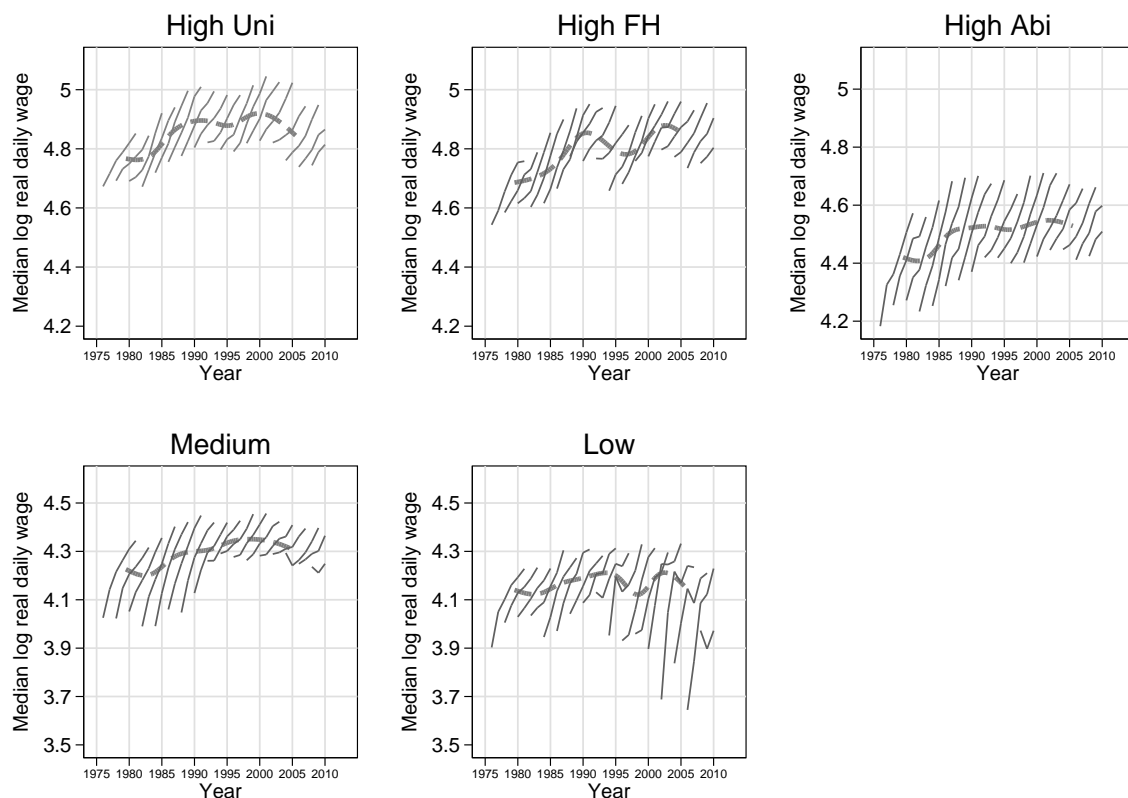 High Uni
Median log real daily wage
5
4.8
4.6
4.4
4.2
1975 1980 1985 1990 1995 2000 2005 2010
Year
High FH
Median log real daily wage
5
4.8
4.6
4.4
4.2
1975 1980 1985 1990 1995 2000 2005 2010
Year
High Abi
Median log real daily wage
5
4.8
4.6
4.4
4.2
1975 1980 1985 1990 1995 2000 2005 2010
Year
Medium
Median log real daily wage
4.5
4.3
4.1
3.9
3.7
3.5
1975 1980 1985 1990 1995 2000 2005 2010
Year
Low
Median log real daily wage
4.5
4.3
4.1
3.9
3.7
3.5
1975 1980 1985 1990 1995 2000 2005 2010
Year